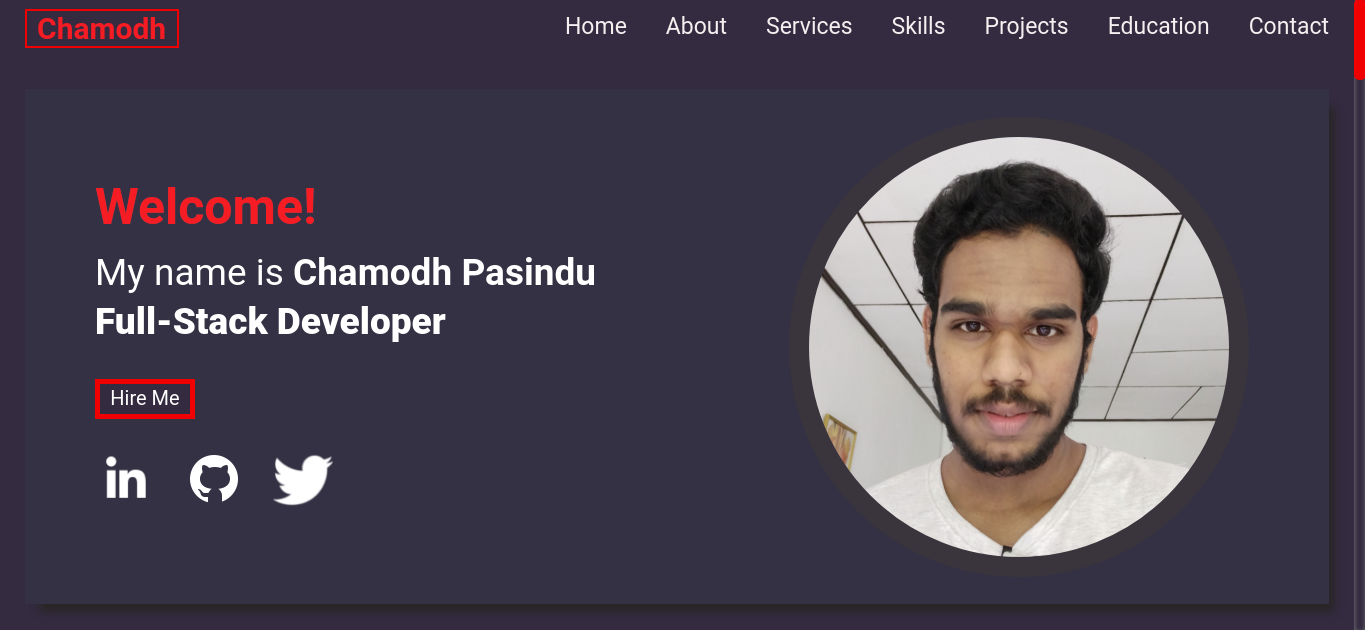 Chamodh
Home About Services Skills Projects Education Contact
Welcome!
My name is Chamodh Pasindu
Full-Stack Developer
Hire Me
in